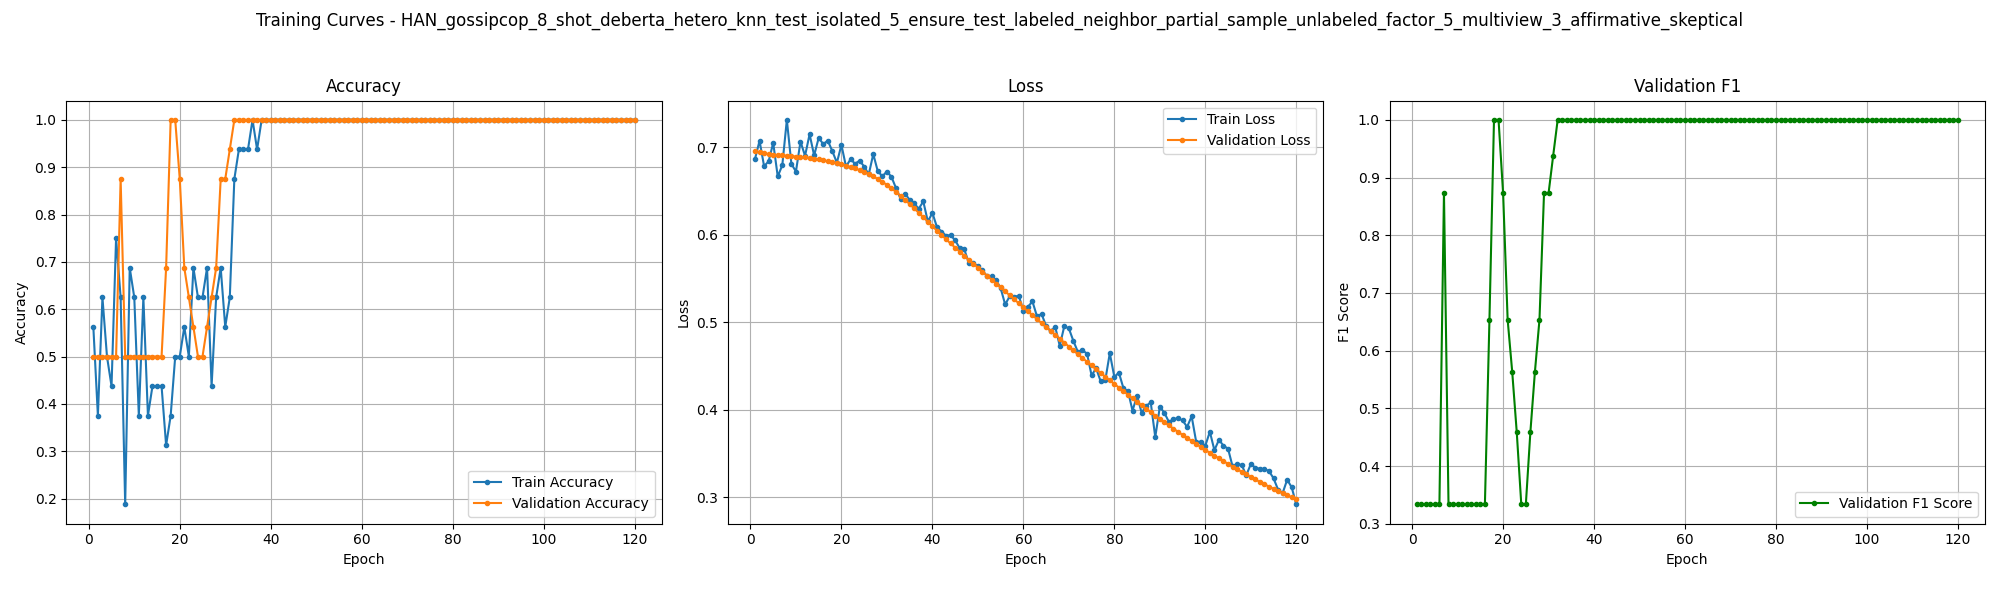 Training Curves - HAN_gossipcop_8_shot_deberta_hetero_knn_test_isolated_5_ensure_test_labeled_neighbor_partial_sample_unlabeled_factor_5_multiview_3_affirmative_skeptical
Accuracy
1.0
0.9
0.8
0.7
0.6
0.5
0.4
0.3
0.2
Accuracy
0 20 40 60 80 100 120
Epoch
Train Accuracy
Validation Accuracy
Loss
0.7
0.6
0.5
0.4
0.3
Loss
0 20 40 60 80 100 120
Epoch
Train Loss
Validation Loss
Validation F1
1.0
0.9
0.8
0.7
0.6
0.5
0.4
0.3
F1 Score
0 20 40 60 80 100 120
Epoch
Validation F1 Score